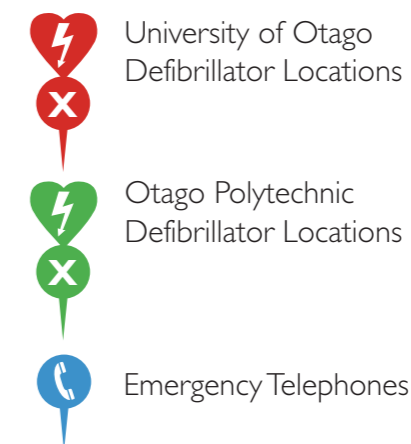 University of Otago
Defibrillator Locations
X
Otago Polytechnic
Defibrillator Locations
X
Emergency Telephones